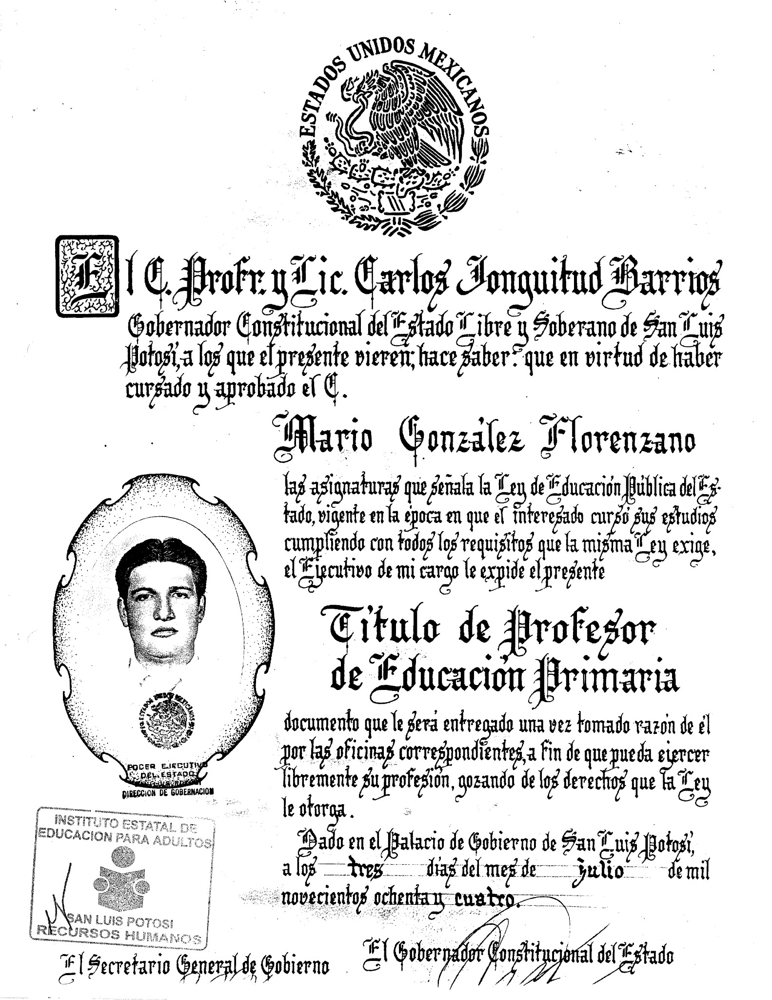 ESTADOS UNIDOS MEXICANOS
El C. Profr. y Lic. Carlos Jonguitud Barrios
Gobernador Constitucional del Estado Libre y Soberano de San Luis
Potosí, a los que el presente vieren; hace saber: que en virtud de haber
cursado y aprobado el C.
Mario González Florenzano
las asignaturas que señala la Ley de Educación Pública del Es-
tado, vigente en la época en que el interesado cursó sus estudios
cumpliendo con todos los requisitos que la misma Ley exige,
el Ejecutivo de mi cargo le expide el presente
Título de Profesor
de Educación Primaria
documento que le será entregado una vez tomado razón de él
por las oficinas correspondientes, a fin de que pueda ejercer
libremente su profesión, gozando de los derechos que la Ley
le otorga.
Dado en el Palacio de Gobierno de San Luis Potosí,
a los tres días del mes de julio de mil
novecientos ochenta y cuatro.
ESTADOS UNIDOS MEXICANOS
PODER EJECUTIVO
DEL ESTADO
DIRECCION DE GOBERNACION
INSTITUTO ESTATAL DE
EDUCACION PARA ADULTOS
SAN LUIS POTOSI
RECURSOS HUMANOS
El Secretario General de Gobierno
El Gobernador Constitucional del Estado